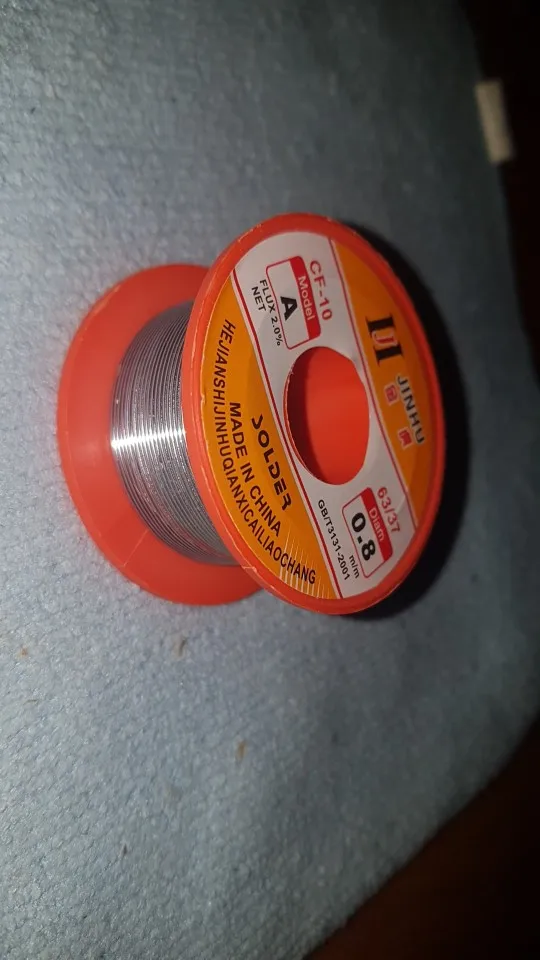 JINHU
CF-10
Model
A
FLUX 2.0%
NET
63/37
Diam
0.8
m/m
GB/T3131-2001
SOLDER
MADE IN CHINA
HEJIANSHIJINHUQIANXICAILIAOCHANG